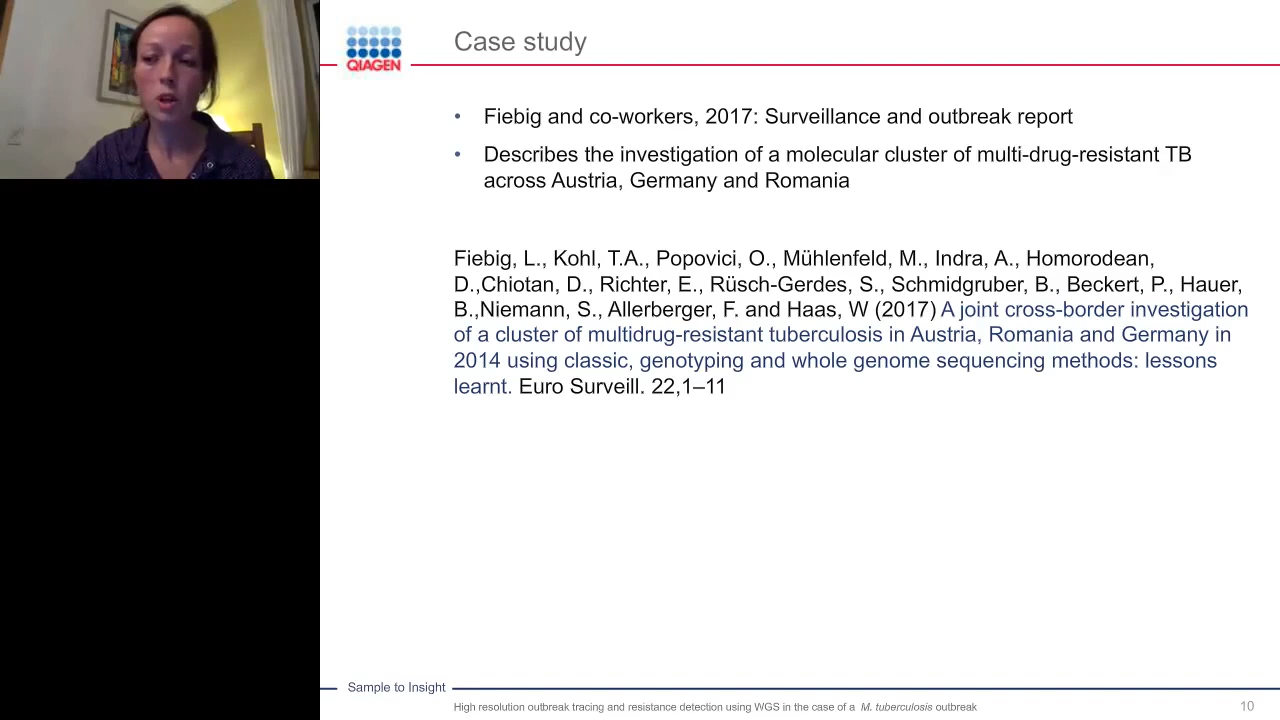 QIAGEN
Case study
• Fiebig and co-workers, 2017: Surveillance and outbreak report
• Describes the investigation of a molecular cluster of multi-drug-resistant TB
across Austria, Germany and Romania
Fiebig, L., Kohl, T.A., Popovici, O., Mühlenfeld, M., Indra, A., Homorodean,
D.,Chiotan, D., Richter, E., Rüsch-Gerdes, S., Schmidgruber, B., Beckert, P., Hauer,
B.,Niemann, S., Allerberger, F. and Haas, W (2017) A joint cross-border investigation
of a cluster of multidrug-resistant tuberculosis in Austria, Romania and Germany in
2014 using classic, genotyping and whole genome sequencing methods: lessons
learnt. Euro Surveill. 22,1–11
Sample to Insight
High resolution outbreak tracing and resistance detection using WGS in the case of a M. tuberculosis outbreak
10